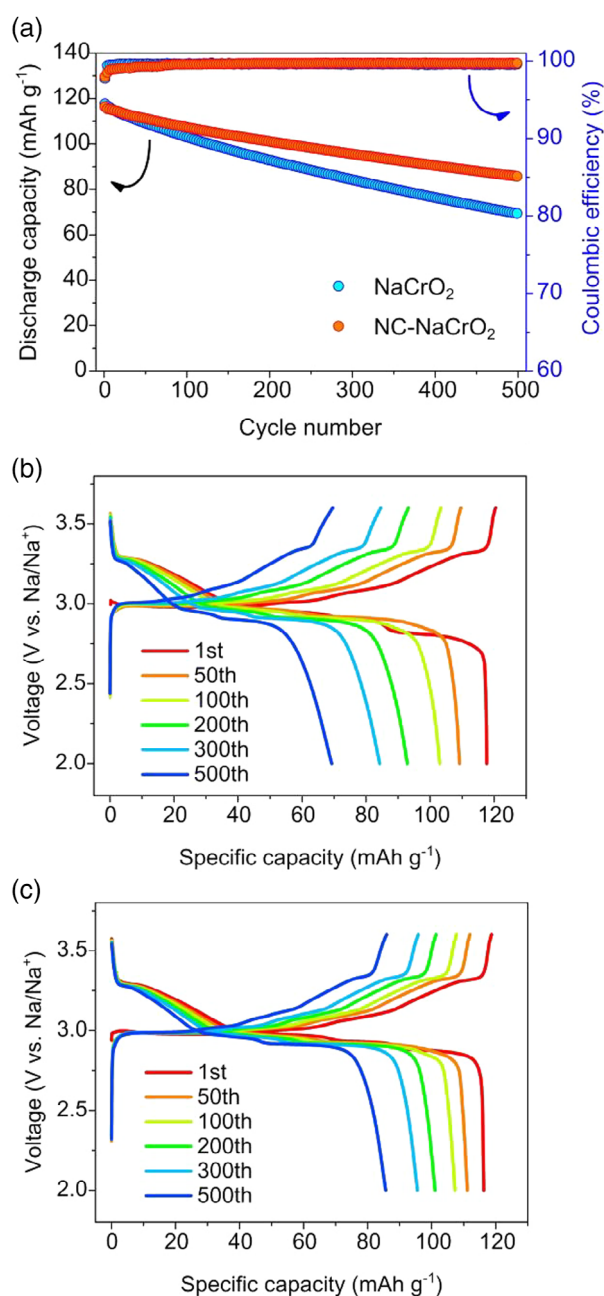 (a)
140
120
100
80
60
40
20
0
Discharge capacity (mAh g⁻¹)
100
90
80
70
60
Coulombic efficiency (%)
NaCrO₂
NC-NaCrO₂
0 100 200 300 400 500
Cycle number
(b)
3.5
3.0
2.5
2.0
Voltage (V vs. Na/Na⁺)
1st
50th
100th
200th
300th
500th
0 20 40 60 80 100 120
Specific capacity (mAh g⁻¹)
(c)
3.5
3.0
2.5
2.0
Voltage (V vs. Na/Na⁺)
1st
50th
100th
200th
300th
500th
0 20 40 60 80 100 120
Specific capacity (mAh g⁻¹)